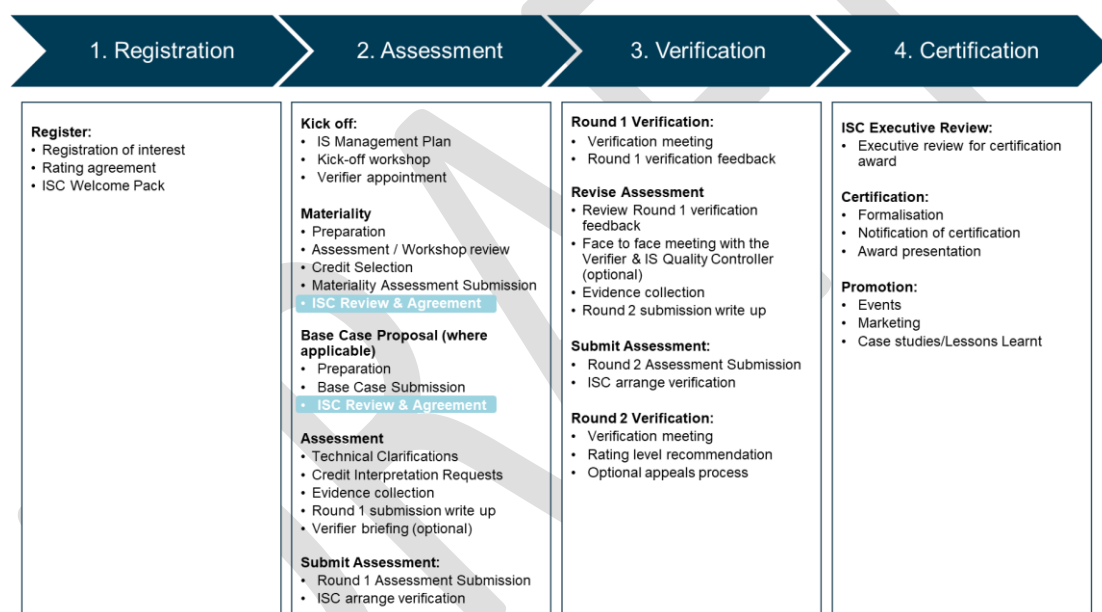 1. Registration
2. Assessment
3. Verification
4. Certification
Register:
• Registration of interest
• Rating agreement
• ISC Welcome Pack
Kick off:
• IS Management Plan
• Kick-off workshop
• Verifier appointment
Materiality
• Preparation
• Assessment / Workshop review
• Credit Selection
• Materiality Assessment Submission
• ISC Review & Agreement
Base Case Proposal (where
applicable)
• Preparation
• Base Case Submission
• ISC Review & Agreement
Assessment
• Technical Clarifications
• Credit Interpretation Requests
• Evidence collection
• Round 1 submission write up
• Verifier briefing (optional)
Submit Assessment:
• Round 1 Assessment Submission
• ISC arrange verification
Round 1 Verification:
• Verification meeting
• Round 1 verification feedback
Revise Assessment
• Review Round 1 verification
feedback
• Face to face meeting with the
Verifier & IS Quality Controller
(optional)
• Evidence collection
• Round 2 submission write up
Submit Assessment:
• Round 2 Assessment Submission
• ISC arrange verification
Round 2 Verification:
• Verification meeting
• Rating level recommendation
• Optional appeals process
ISC Executive Review:
• Executive review for certification
award
Certification:
• Formalisation
• Notification of certification
• Award presentation
Promotion:
• Events
• Marketing
• Case studies/Lessons Learnt